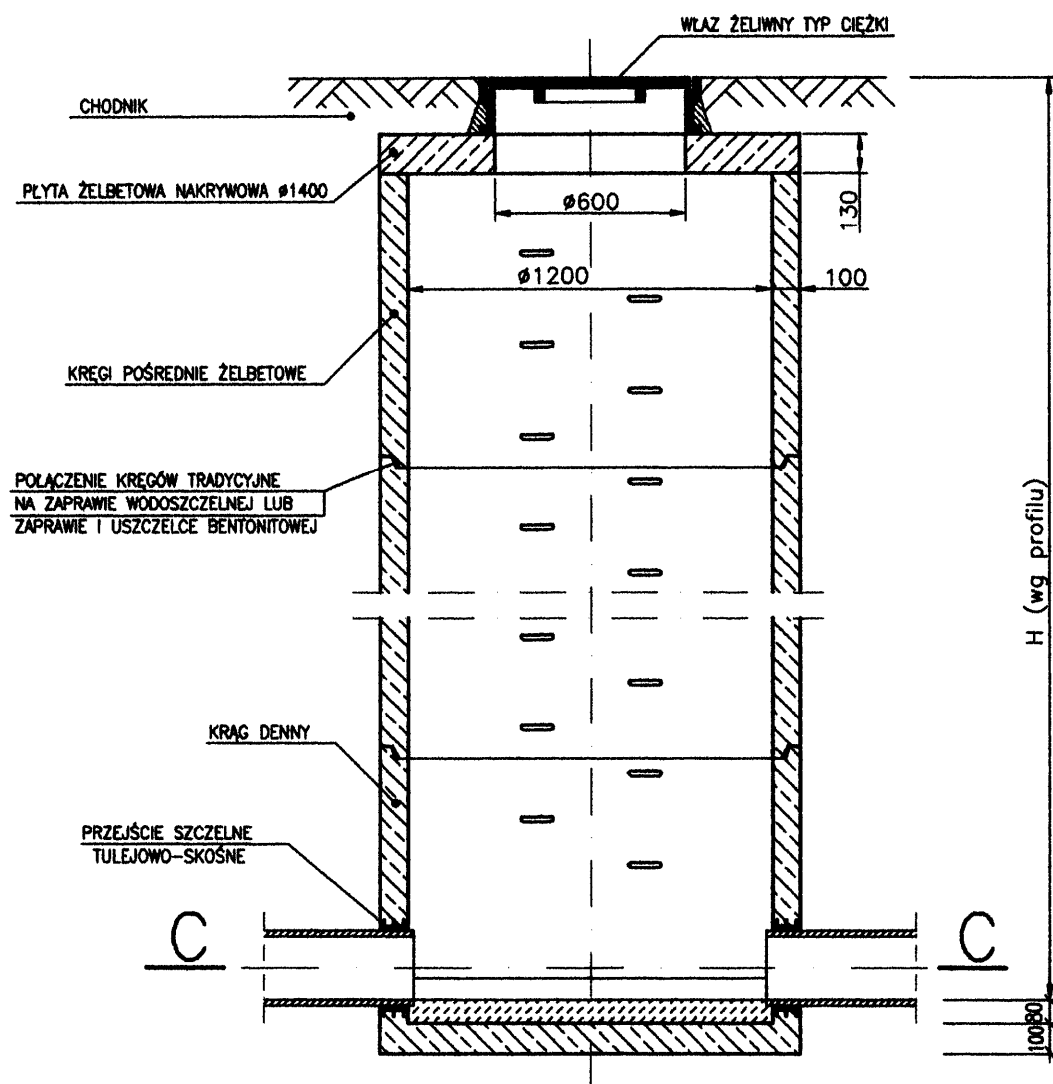 WŁAZ ŻELIWNY TYP CIĘŻKI
CHODNIK
PŁYTA ŻELBETOWA NAKRYWOWA ø1400
ø600
130
ø1200
100
KRĘGI POŚREDNIE ŻELBETOWE
POŁĄCZENIE KRĘGÓW TRADYCYJNE
NA ZAPRAWIE WODOSZCZELNEJ LUB
ZAPRAWIE I USZCZELCE BENTONITOWEJ
H (wg profilu)
KRĄG DENNY
PRZEJŚCIE SZCZELNE
TULEJOWO-SKOŚNE
C
C
80
100